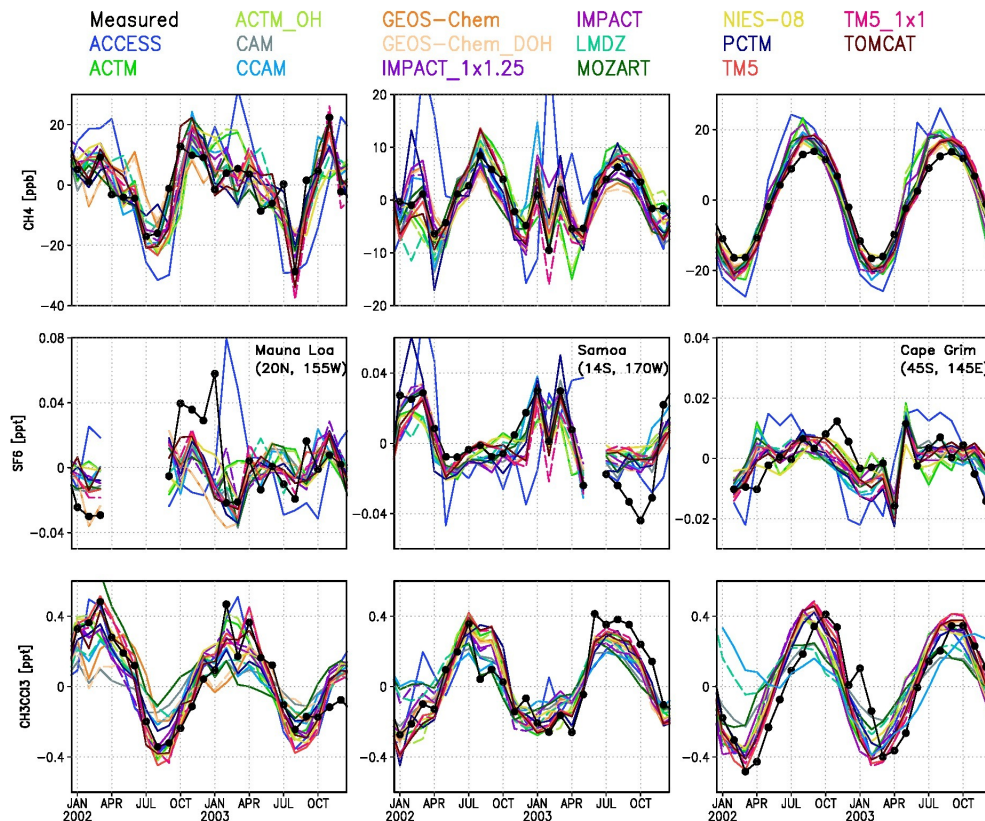 Measured ACTM_OH GEOS-Chem IMPACT NIES-08 TM5_1x1
ACCESS CAM GEOS-Chem_DOH LMDZ PCTM TOMCAT
ACTM CCAM IMPACT_1x1.25 MOZART TM5
CH4 [ppb]
20
0
-20
-40
20
10
0
-10
-20
20
0
-20
SF6 [ppt]
0.08
0.04
0
-0.04
Mauna Loa
(20N, 155W)
0.04
0
-0.04
Samoa
(14S, 170W)
0.04
0.02
0
-0.02
Cape Grim
(45S, 145E)
CH3CCl3 [ppt]
0.4
0
-0.4
0.4
0
-0.4
0.4
0
-0.4
JAN APR JUL OCT JAN APR JUL OCT
2002 2003
JAN APR JUL OCT JAN APR JUL OCT
2002 2003
JAN APR JUL OCT JAN APR JUL OCT
2002 2003